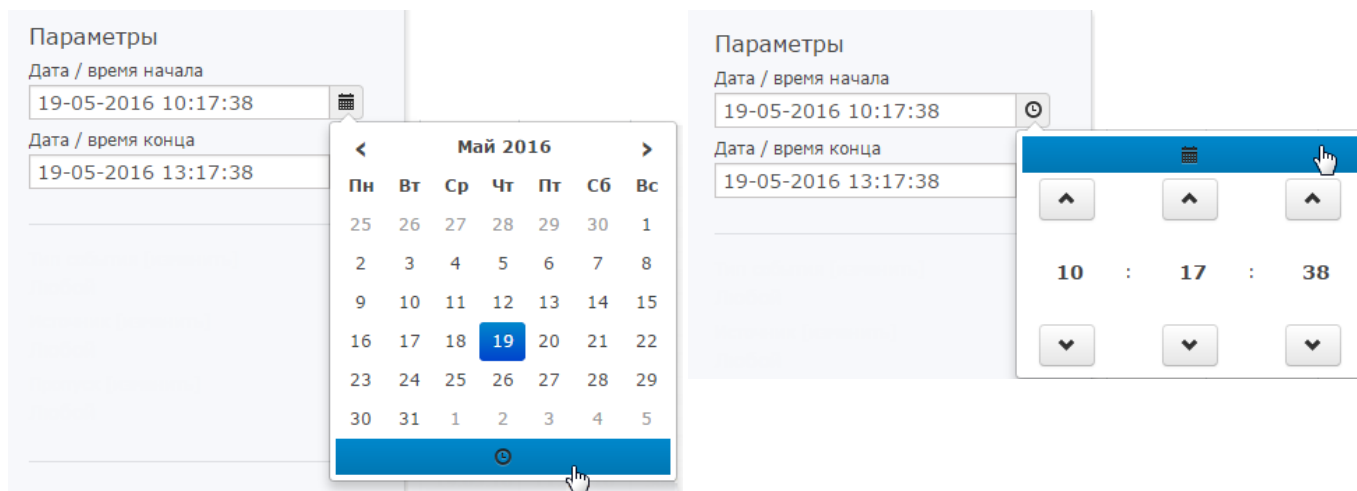 Параметры
Дата / время начала
19-05-2016 10:17:38
Дата / время конца
19-05-2016 13:17:38
Май 2016
Пн Вт Ср Чт Пт Сб Вс
25 26 27 28 29 30 1
2 3 4 5 6 7 8
9 10 11 12 13 14 15
16 17 18 19 20 21 22
23 24 25 26 27 28 29
30 31 1 2 3 4 5
Параметры
Дата / время начала
19-05-2016 10:17:38
Дата / время конца
19-05-2016 13:17:38
10 : 17 : 38